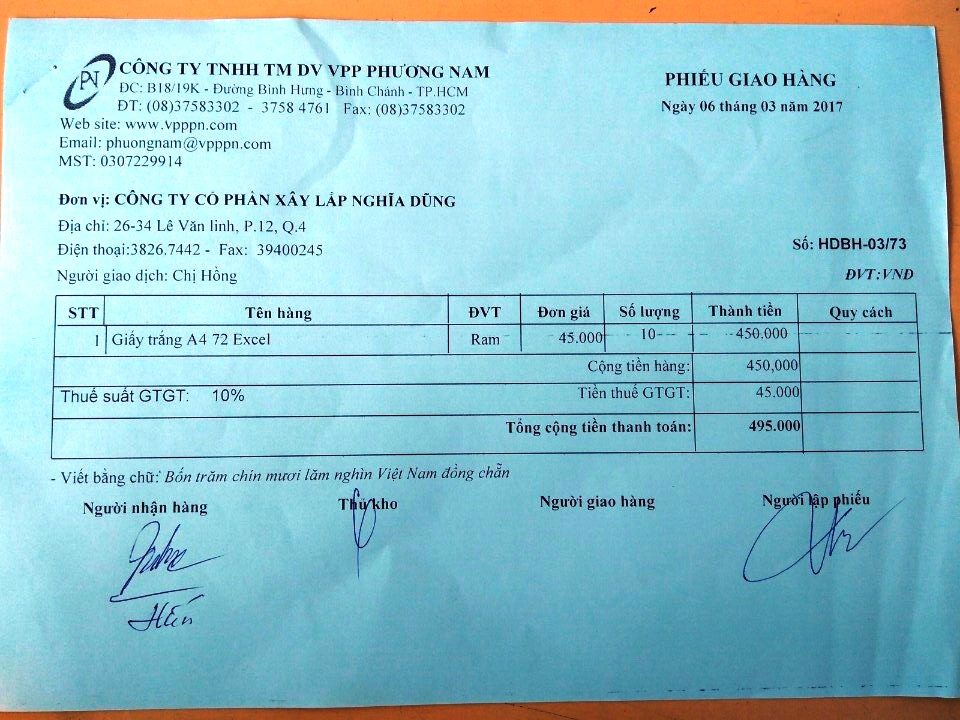 PN
CÔNG TY TNHH TM DV VPP PHƯƠNG NAM
ĐC: B18/19K - Đường Bình Hưng - Bình Chánh - TP.HCM
ĐT: (08)37583302 - 3758 4761 Fax: (08)37583302
Web site: www.vpppn.com
Email: phuongnam@vpppn.com
MST: 0307229914
PHIẾU GIAO HÀNG
Ngày 06 tháng 03 năm 2017
Đơn vị: CÔNG TY CỔ PHẦN XÂY LẮP NGHĨA DŨNG
Địa chỉ: 26-34 Lê Văn linh, P.12, Q.4
Điện thoại:3826.7442 - Fax: 39400245
Số: HDBH-03/73
Người giao dịch: Chị Hồng
ĐVT:VNĐ
STT Tên hàng ĐVT Đơn giá Số lượng Thành tiền Quy cách
1 Giấy trắng A4 72 Excel Ram 45.000 10 450.000
Cộng tiền hàng: 450,000
Thuế suất GTGT: 10% Tiền thuế GTGT: 45.000
Tổng cộng tiền thanh toán: 495.000
- Viết bằng chữ: Bốn trăm chín mươi lăm nghìn Việt Nam đồng chẵn
Người nhận hàng Thủ kho Người giao hàng Người lập phiếu
Hến